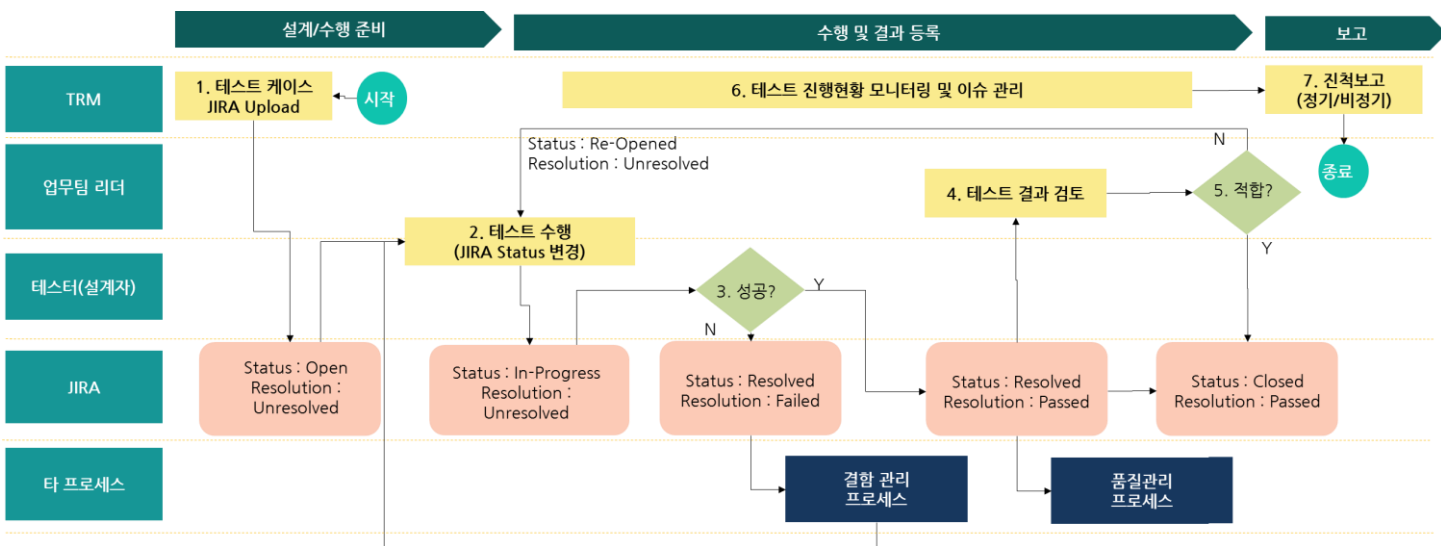 설계/수행 준비
수행 및 결과 등록
보고
TRM
1. 테스트 케이스
JIRA Upload
시작
6. 테스트 진행현황 모니터링 및 이슈 관리
7. 진척보고
(정기/비정기)
업무팀 리더
Status : Re-Opened
Resolution : Unresolved
N
종료
4. 테스트 결과 검토
5. 적합?
2. 테스트 수행
(JIRA Status 변경)
Y
테스터(설계자)
3. 성공?
Y
N
JIRA
Status : Open
Resolution :
Unresolved
Status : In-Progress
Resolution :
Unresolved
Status : Resolved
Resolution : Failed
Status : Resolved
Resolution : Passed
Status : Closed
Resolution : Passed
타 프로세스
결함 관리
프로세스
품질관리
프로세스